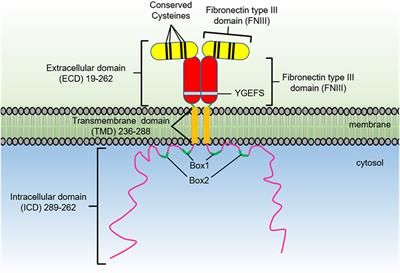 Conserved
Cysteines
Fibronectin type III
domain (FNIII)
Extracellular domain
(ECD) 19-262
YGEFS
Fibronectin type III
domain (FNIII)
Transmembrane domain
(TMD) 236-288
membrane
cytosol
Box1
Box2
Intracellular domain
(ICD) 289-262